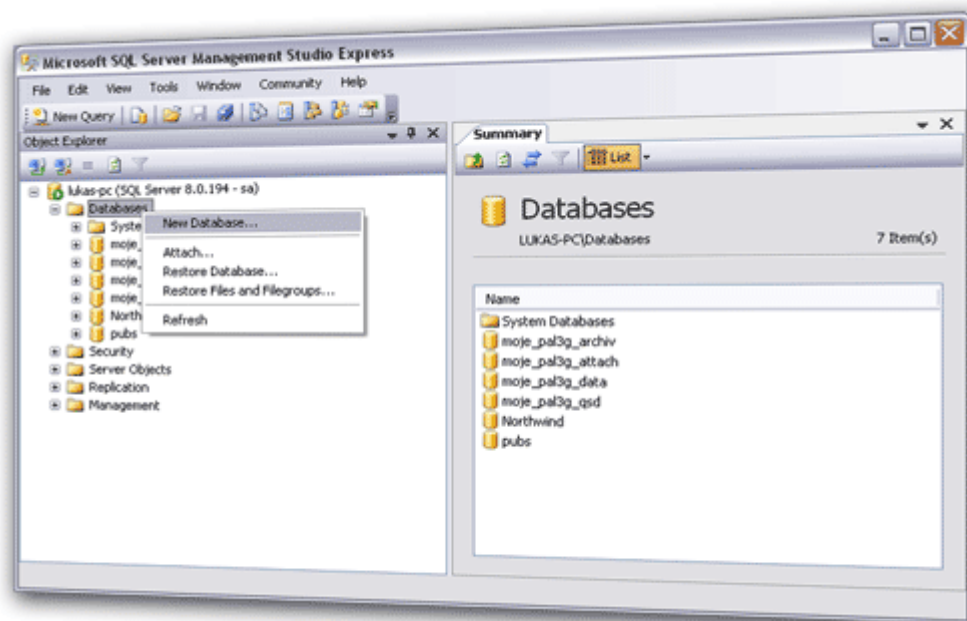 Microsoft SQL Server Management Studio Express
File Edit View Tools Window Community Help
New Query
Object Explorer
lukas-pc (SQL Server 8.0.194 - sa)
Databases
Syste
moje_
moje_
moje_
moje_
North
pubs
Security
Server Objects
Replication
Management
New Database...
Attach...
Restore Database...
Restore Files and Filegroups...
Refresh
Summary
List
Databases
LUKAS-PC\Databases
7 Item(s)
Name
System Databases
moje_pal3g_archiv
moje_pal3g_attach
moje_pal3g_data
moje_pal3g_qsd
Northwind
pubs